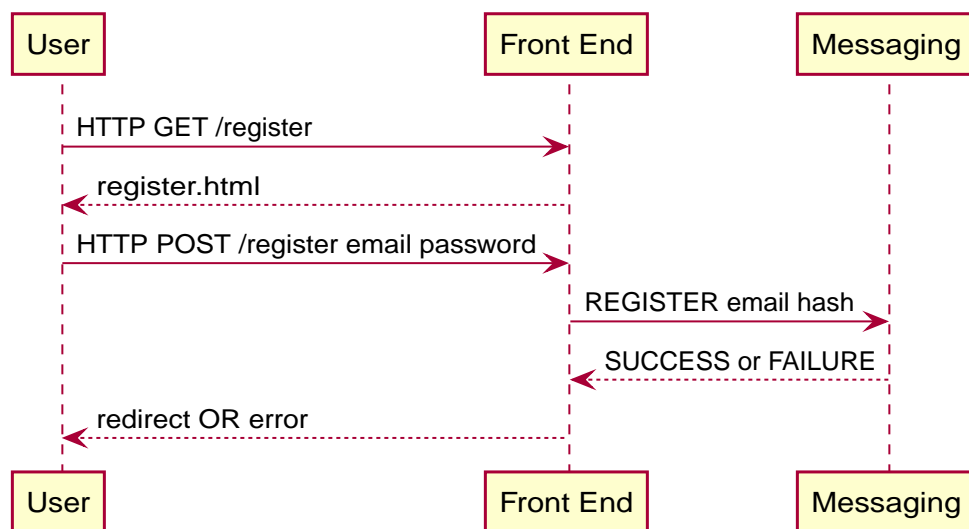 User Front End Messaging
HTTP GET /register
register.html
HTTP POST /register email password
REGISTER email hash
SUCCESS or FAILURE
redirect OR error
User Front End Messaging